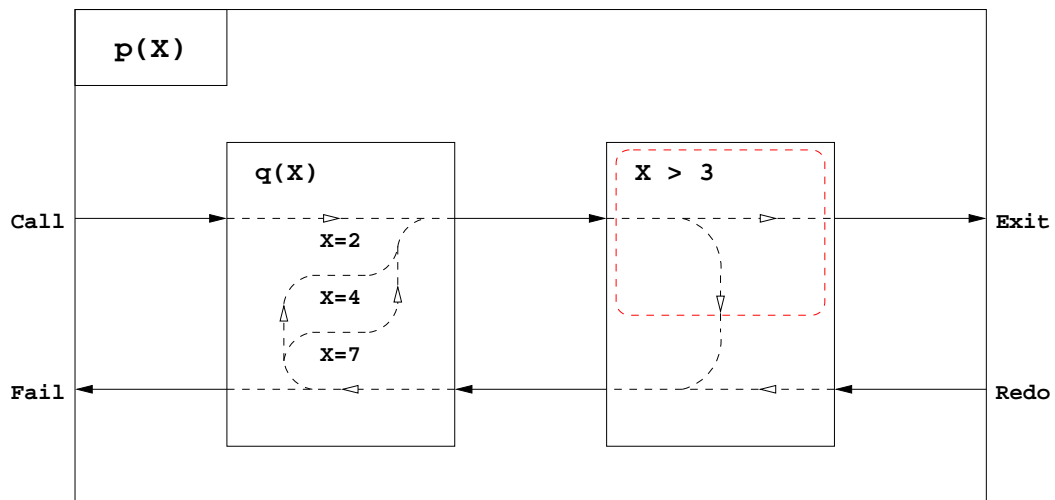 p(X)
q(X)
X > 3
Call
Exit
X=2
X=4
X=7
Fail
Redo